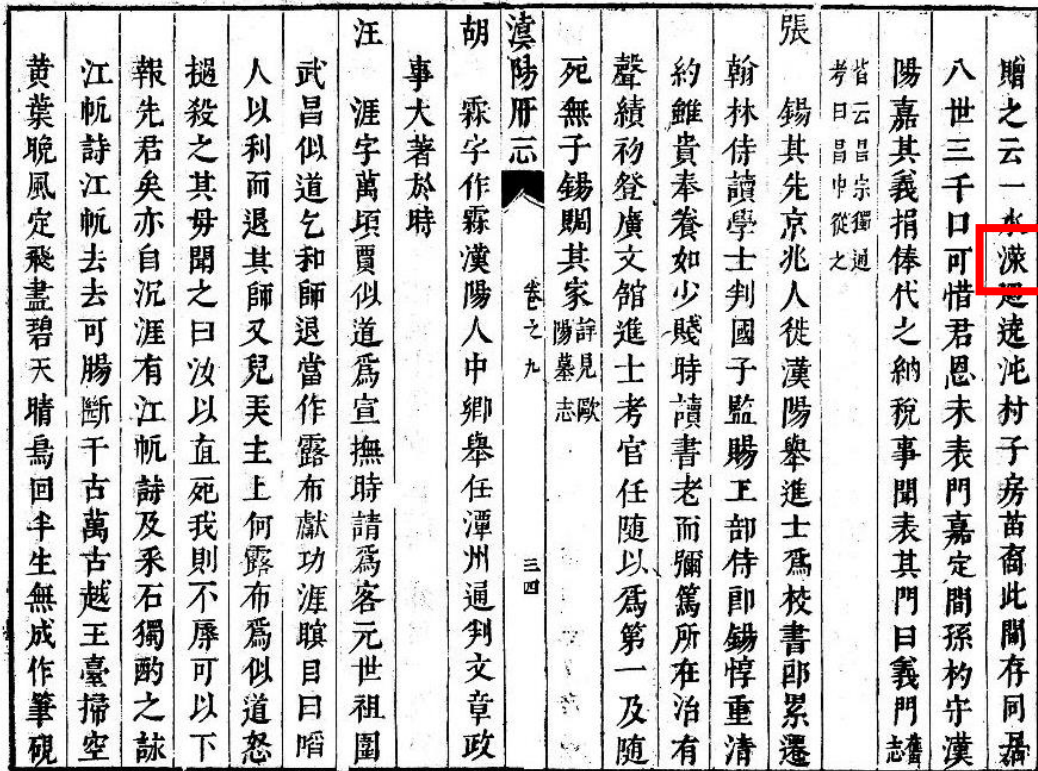 贈之云一水濴迴遶沌村子房苗裔此間存同居
八世三千口可惜君恩未表門嘉定間孫杓守漢
陽嘉其義捐俸代之納稅事聞表其門曰義門舊志
皆云昌宗獨通
考曰昌中從之
張 錫其先京兆人徙漢陽舉進士爲校書郎累遷
翰林侍讀學士判國子監賜工部侍郎錫惇重清
約雖貴奉養如少賤時讀書老而彌篤所在治有
聲績初登廣文館進士考官任隨以爲第一及隨
死無子錫賙其家詳見歐陽墓志
漢陽府志 卷之九 三四
胡 霖字作霖漢陽人中鄉舉任潭州通判文章政
事大著於時
汪 涯字萬頃賈似道爲宣撫時請爲客元世祖圍
武昌似道乞和師退當作露布獻功涯瞋目曰啗
人以利而退其師又兒芺主上何露布爲似道怒
撾殺之其母聞之曰汝以直死我則不辱可以下
報先君矣亦自沉涯有江帆詩及采石獨酌之詠
江帆詩江帆去去可腸斷千古萬古越王臺掃空
黃葉晚風定飛盡碧天晴鳥回半生無成作筆硯